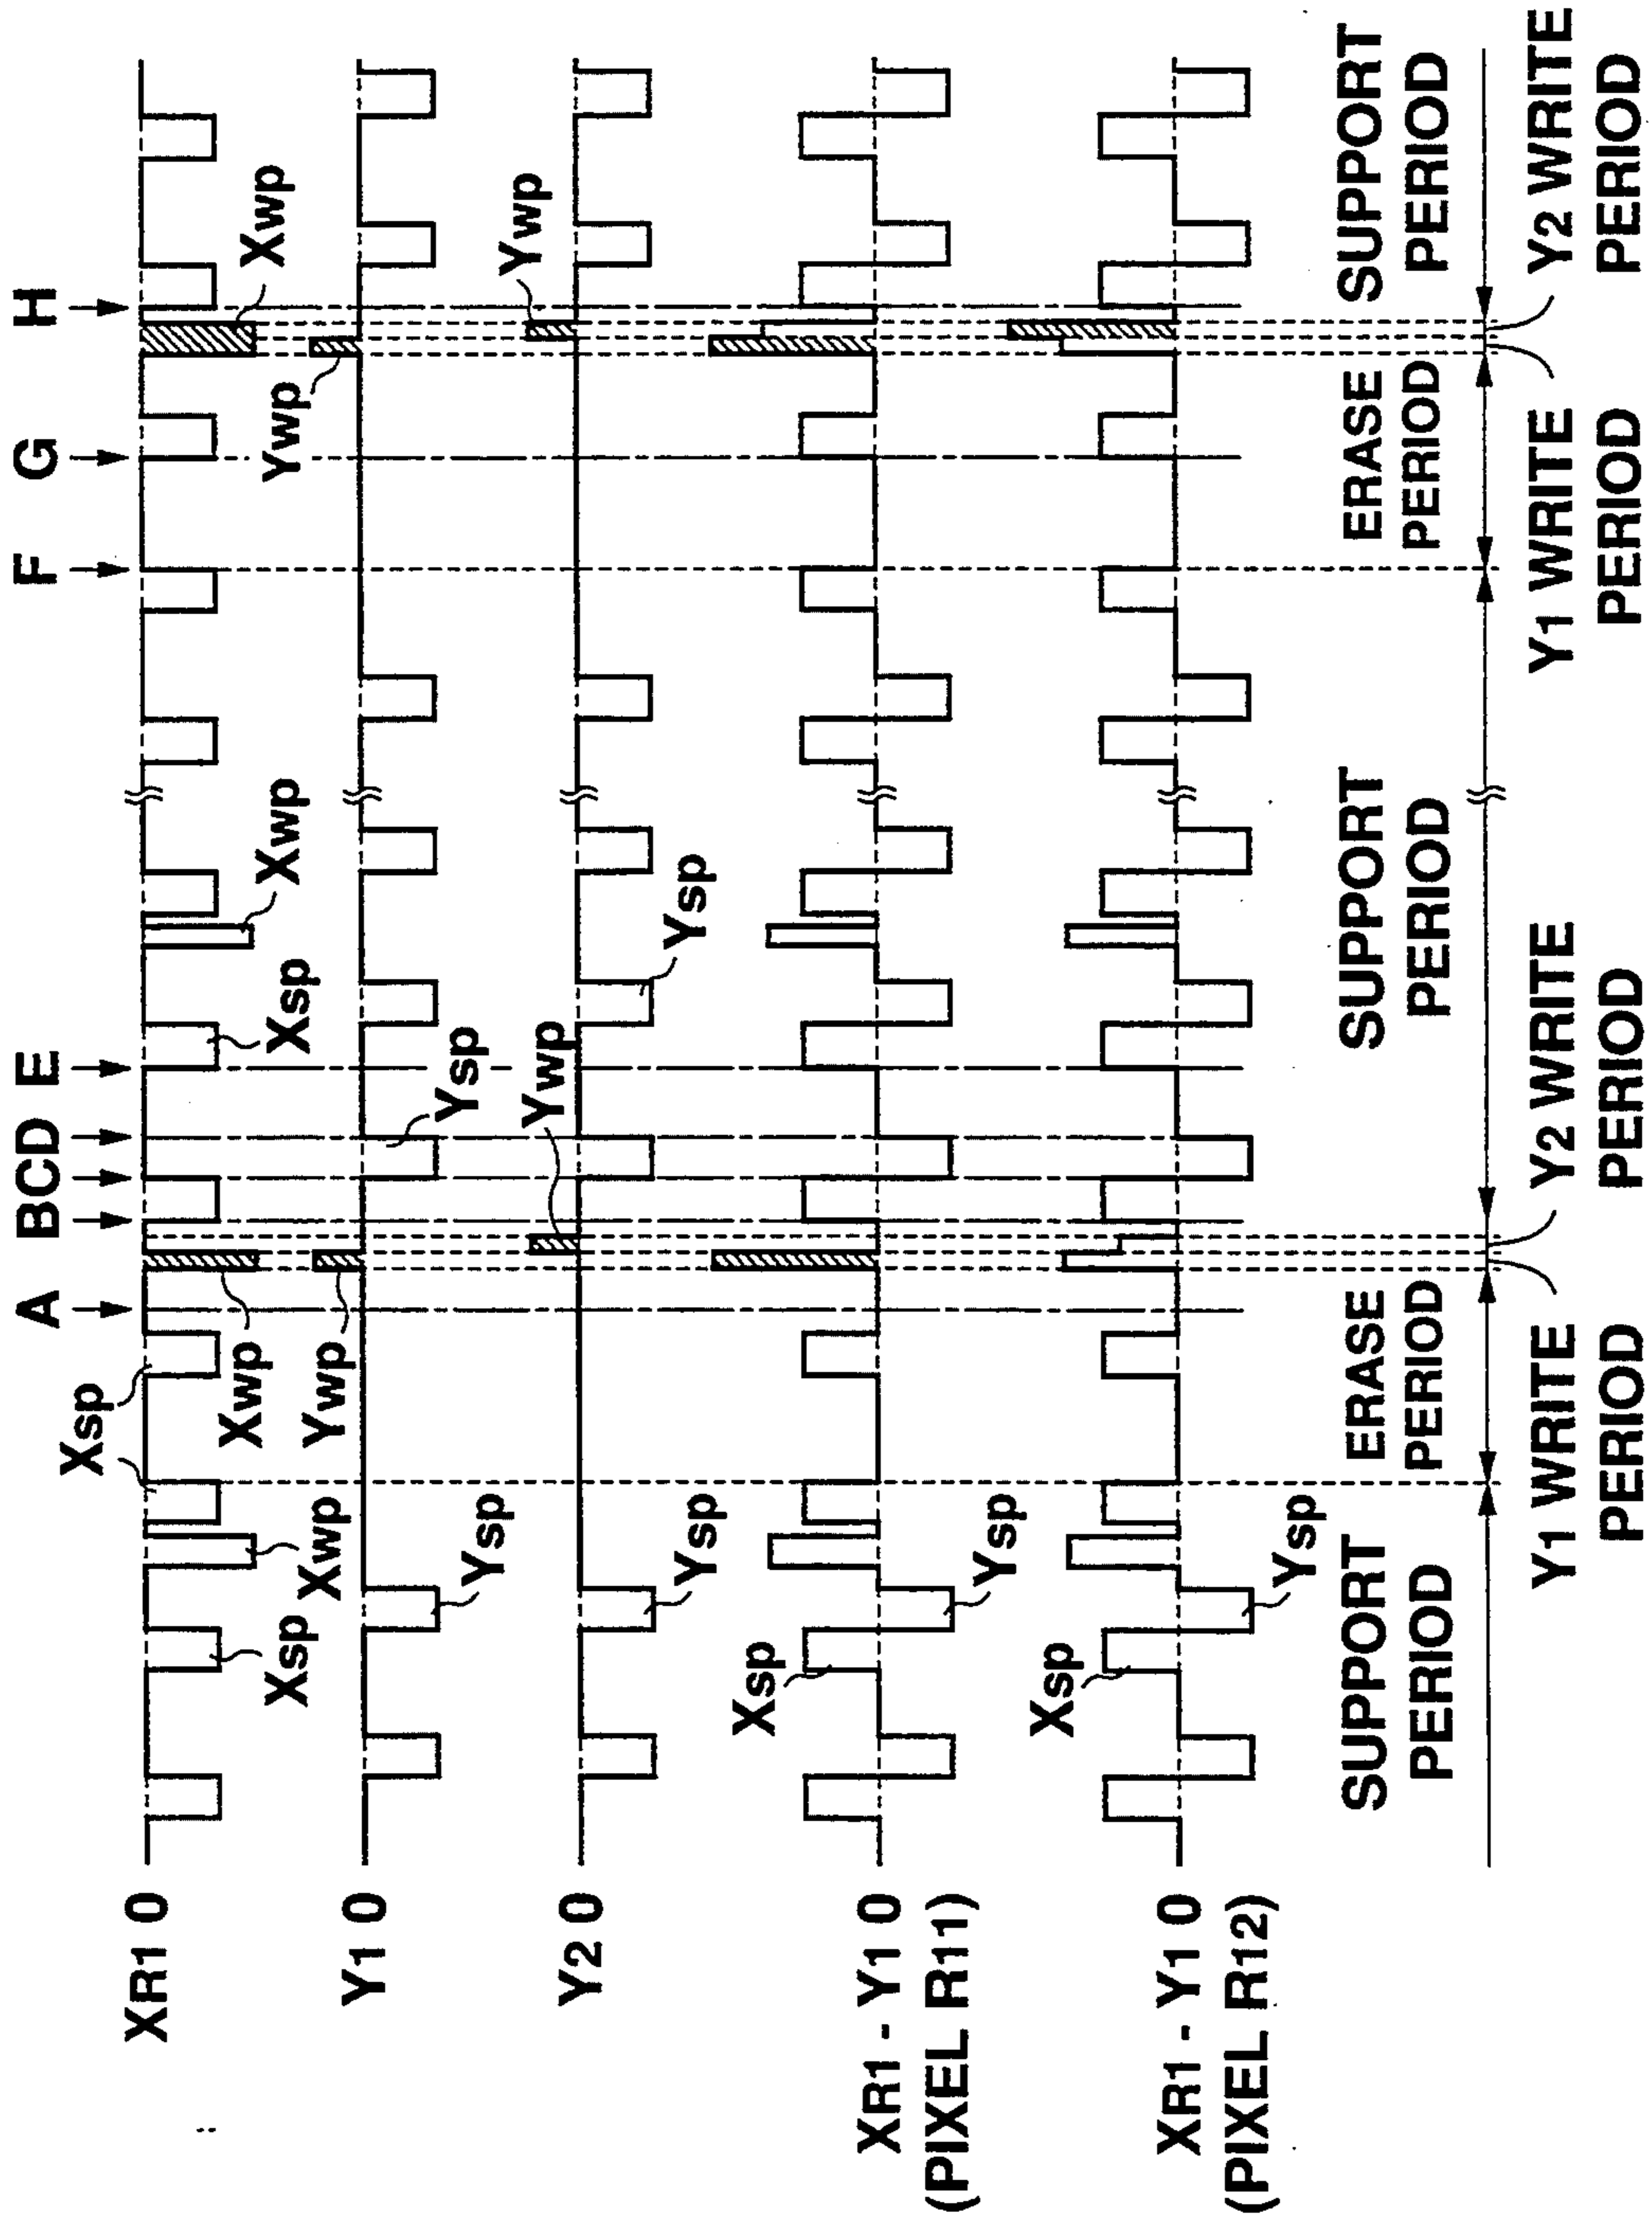 A
BCD E
F
G
H
XR1 0
Xsp
Xsp
Xwp
Xwp
Xsp
Xwp
Xwp
Y1 0
Ysp
Ywp
Ysp
Ywp
Y2 0
Ysp
Ywp
Ysp
Ywp
XR1 - Y1 0
(PIXEL R11)
Xsp
Ysp
XR1 - Y1 0
(PIXEL R12)
Xsp
Ysp
SUPPORT
PERIOD
ERASE
PERIOD
SUPPORT
PERIOD
ERASE
PERIOD
SUPPORT
PERIOD
Y1 WRITE
PERIOD
Y2 WRITE
PERIOD
Y1 WRITE
PERIOD
Y2 WRITE
PERIOD